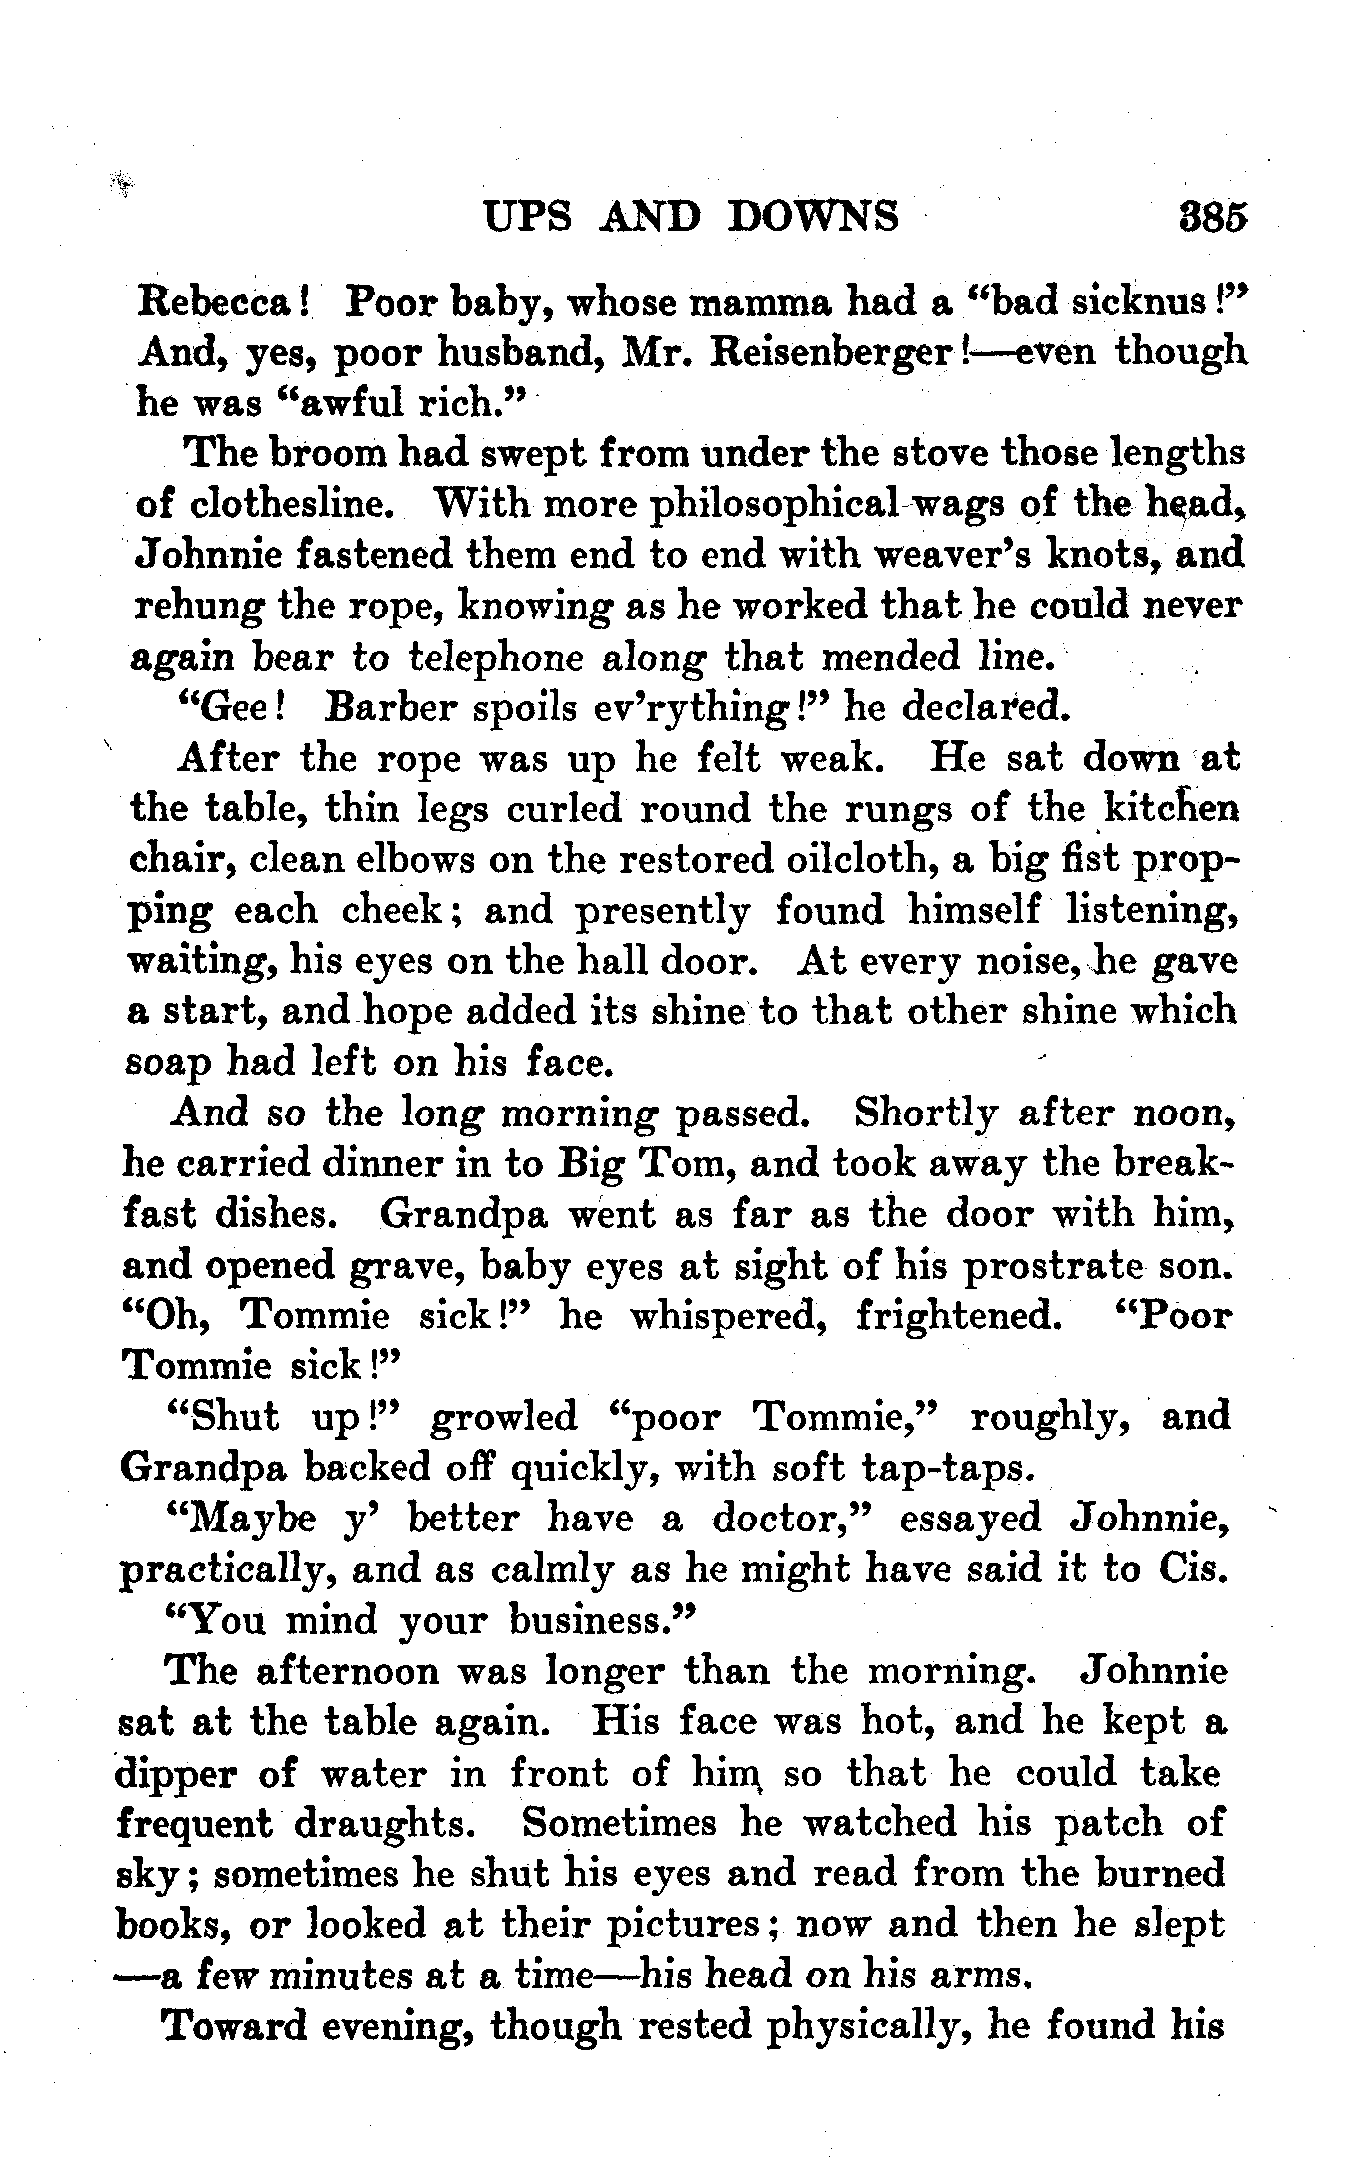 UPS AND DOWNS 385
Rebecca! Poor baby, whose mamma had a “bad sicknus!”
And, yes, poor husband, Mr. Reisenberger!—even though
he was “awful rich.”
The broom had swept from under the stove those lengths
of clothesline. With more philosophical wags of the head,
Johnnie fastened them end to end with weaver’s knots, and
rehung the rope, knowing as he worked that he could never
again bear to telephone along that mended line.
“Gee! Barber spoils ev’rything!” he declared.
After the rope was up he felt weak. He sat down at
the table, thin legs curled round the rungs of the kitchen
chair, clean elbows on the restored oilcloth, a big fist prop-
ping each cheek; and presently found himself listening,
waiting, his eyes on the hall door. At every noise, he gave
a start, and hope added its shine to that other shine which
soap had left on his face.
And so the long morning passed. Shortly after noon,
he carried dinner in to Big Tom, and took away the break-
fast dishes. Grandpa went as far as the door with him,
and opened grave, baby eyes at sight of his prostrate son.
“Oh, Tommie sick!” he whispered, frightened. “Poor
Tommie sick!”
“Shut up!” growled “poor Tommie,” roughly, and
Grandpa backed off quickly, with soft tap-taps.
“Maybe y’ better have a doctor,” essayed Johnnie,
practically, and as calmly as he might have said it to Cis.
“You mind your business.”
The afternoon was longer than the morning. Johnnie
sat at the table again. His face was hot, and he kept a
dipper of water in front of him so that he could take
frequent draughts. Sometimes he watched his patch of
sky; sometimes he shut his eyes and read from the burned
books, or looked at their pictures; now and then he slept
—a few minutes at a time—his head on his arms.
Toward evening, though rested physically, he found his